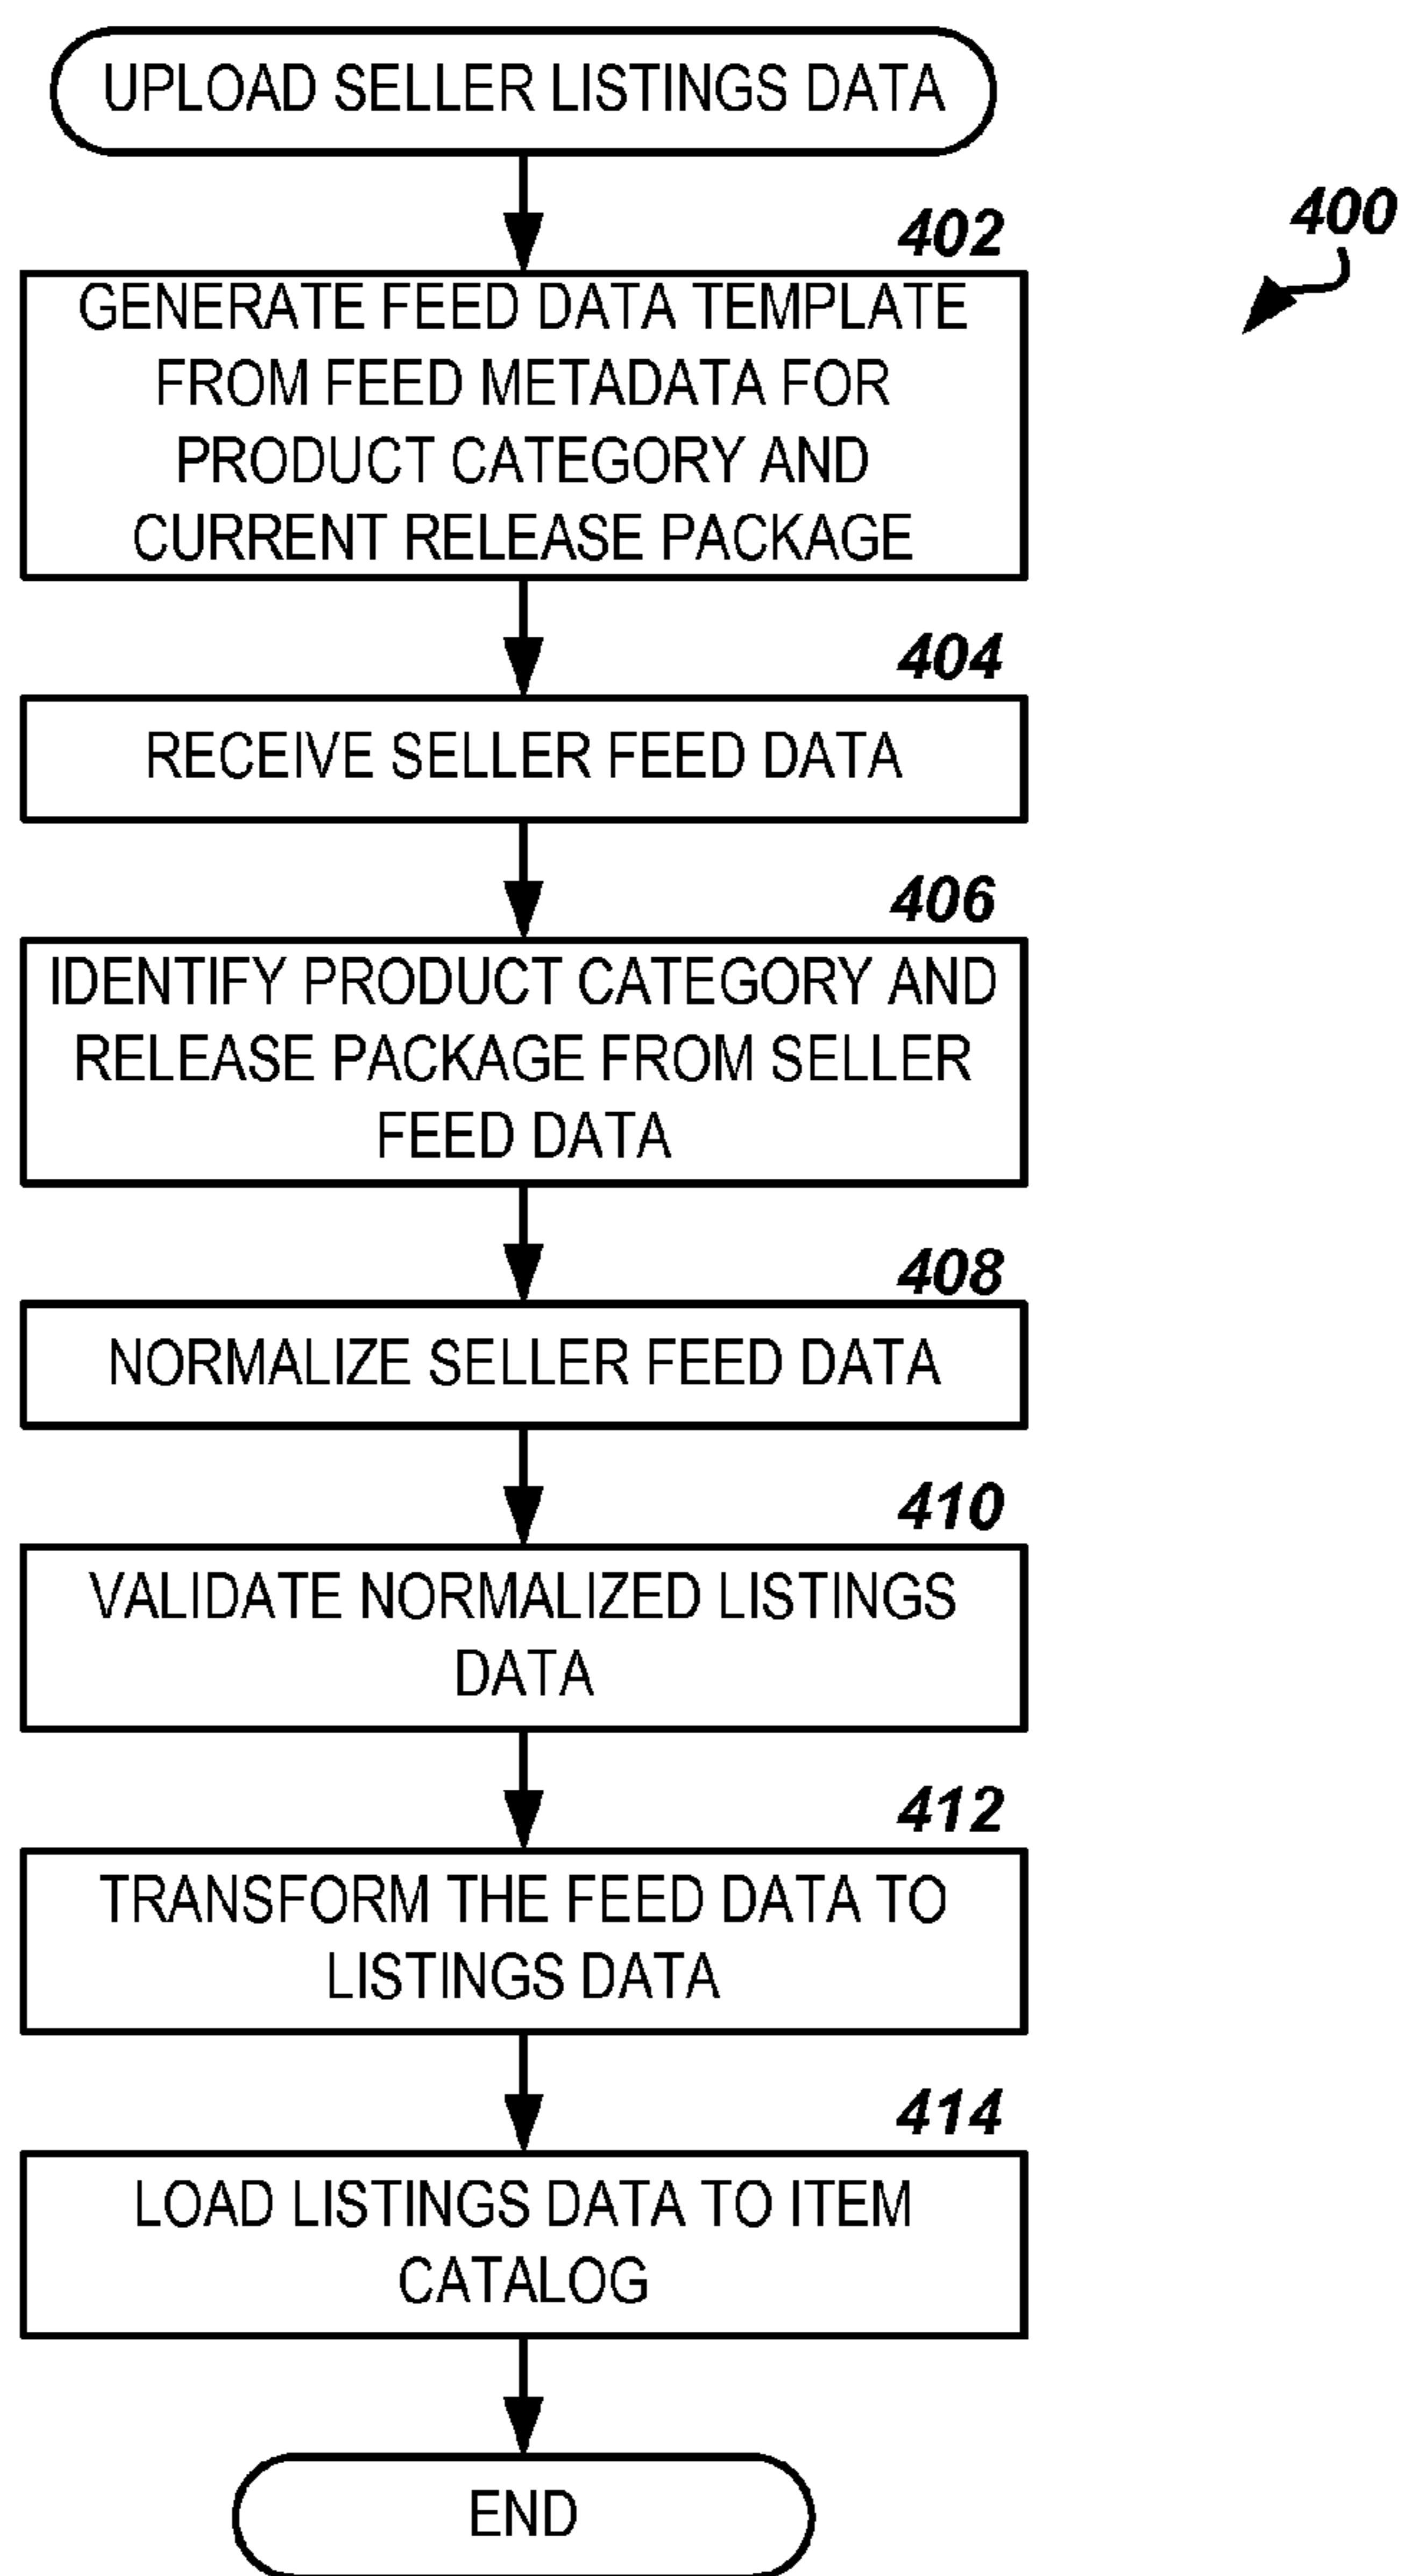 UPLOAD SELLER LISTINGS DATA
400
402
GENERATE FEED DATA TEMPLATE
FROM FEED METADATA FOR
PRODUCT CATEGORY AND
CURRENT RELEASE PACKAGE
404
RECEIVE SELLER FEED DATA
406
IDENTIFY PRODUCT CATEGORY AND
RELEASE PACKAGE FROM SELLER
FEED DATA
408
NORMALIZE SELLER FEED DATA
410
VALIDATE NORMALIZED LISTINGS
DATA
412
TRANSFORM THE FEED DATA TO
LISTINGS DATA
414
LOAD LISTINGS DATA TO ITEM
CATALOG
END